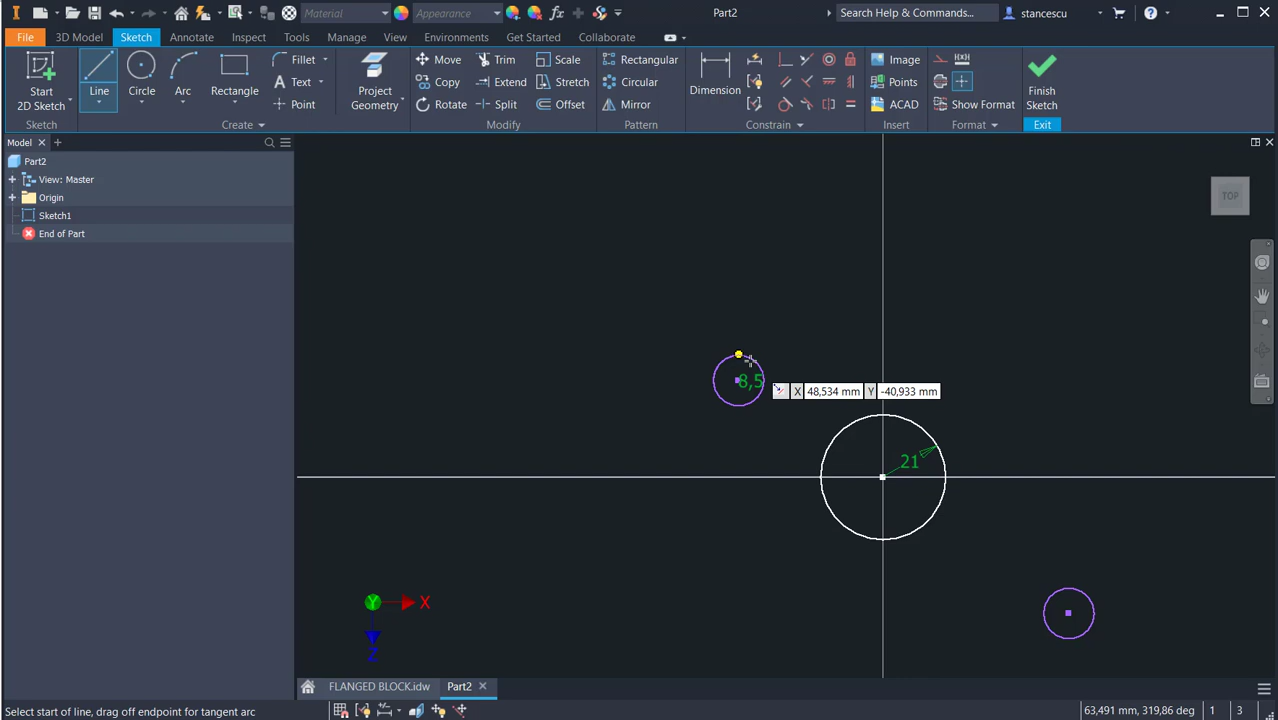 Material
Appearance
Part2
Search Help & Commands...
stancescu
File
3D Model
Sketch
Annotate
Inspect
Tools
Manage
View
Environments
Get Started
Collaborate
Start
2D Sketch
Line
Circle
Arc
Rectangle
Fillet
Text
Point
Project
Geometry
Move
Copy
Rotate
Trim
Extend
Split
Scale
Stretch
Offset
Rectangular
Circular
Mirror
Dimension
Image
Points
ACAD
Show Format
Finish
Sketch
Sketch
Create
Modify
Pattern
Constrain
Insert
Format
Exit
Model
Part2
View: Master
Origin
Sketch1
End of Part
TOP
8,5
X 48,534 mm Y -40,933 mm
21
Y
X
Z
FLANGED BLOCK.idw
Part2
Select start of line, drag off endpoint for tangent arc
63,491 mm, 319,86 deg 1 3